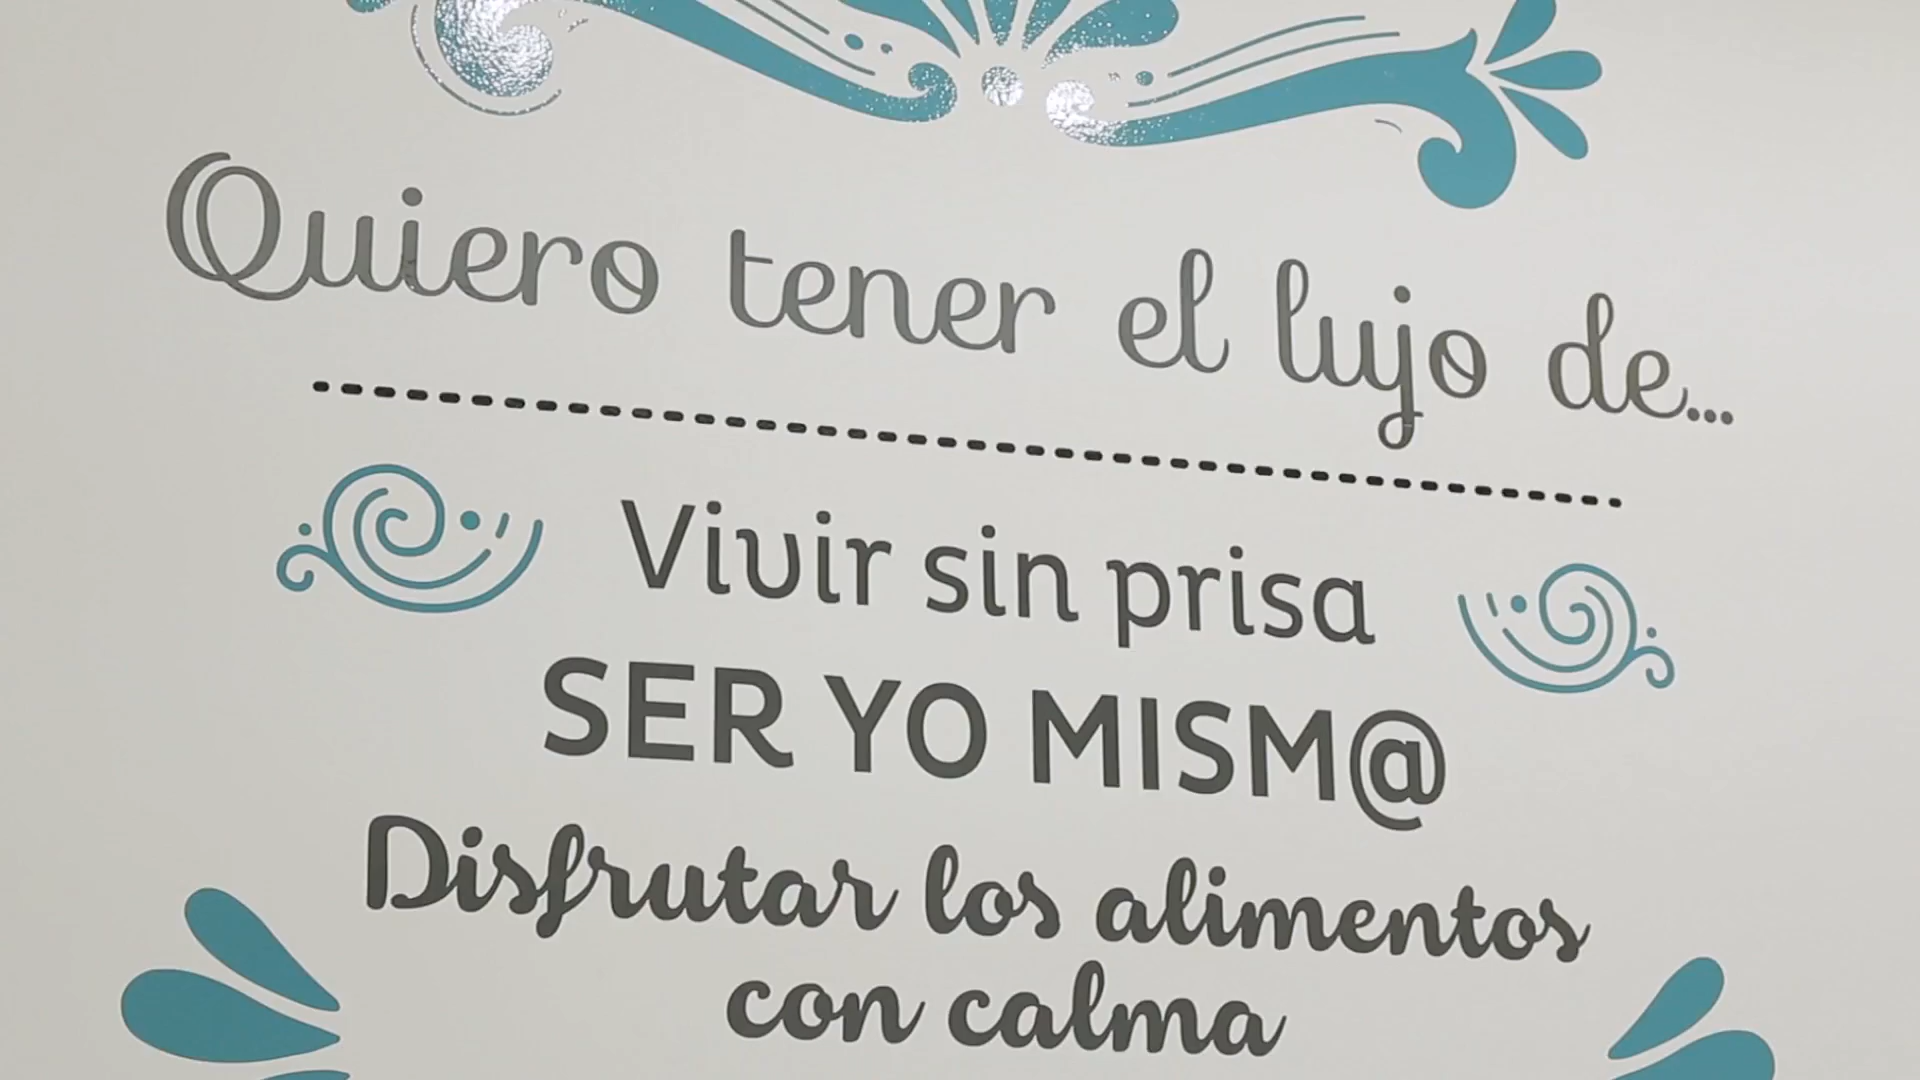 Quiero tener el lujo de...
Vivir sin prisa
SER YO MISM@
Disfrutar los alimentos
con calma